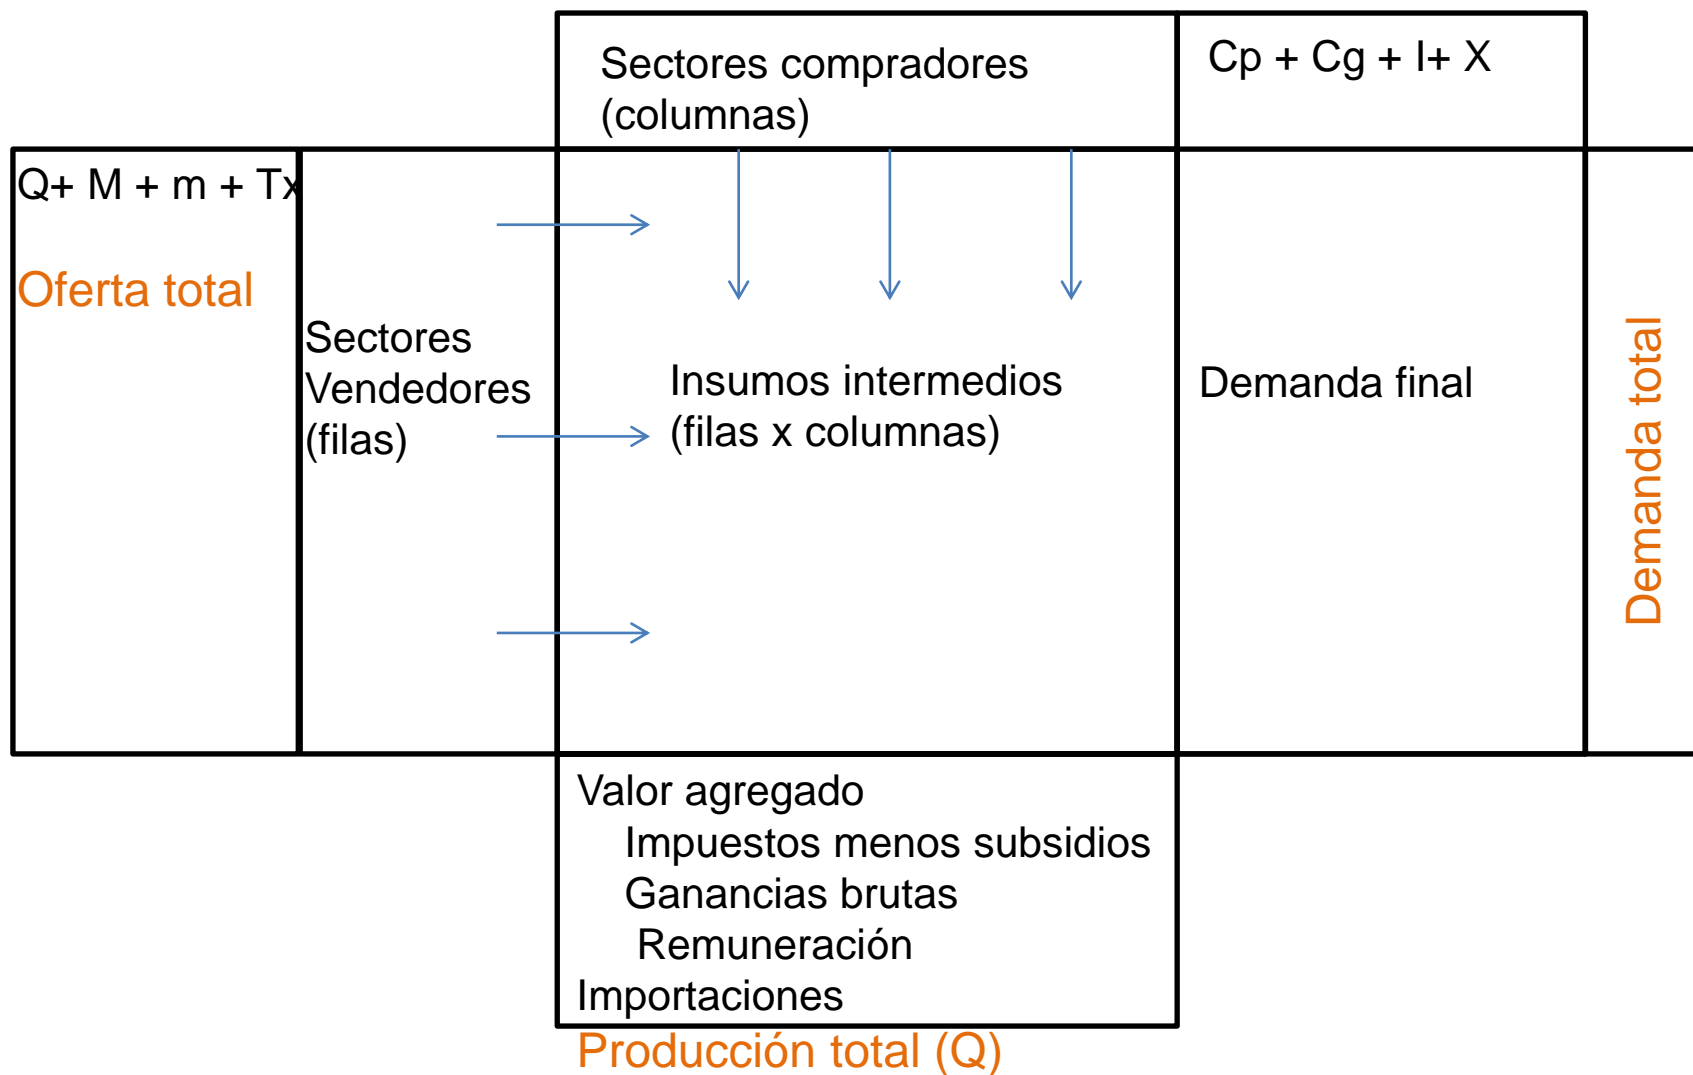 Sectores compradores
(columnas)
Cp + Cg + I+ X
Q+ M + m + Tx
Oferta total
Sectores
Vendedores
(filas)
Insumos intermedios
(filas x columnas)
Demanda final
Demanda total
Valor agregado
Impuestos menos subsidios
Ganancias brutas
Remuneración
Importaciones
Producción total (Q)